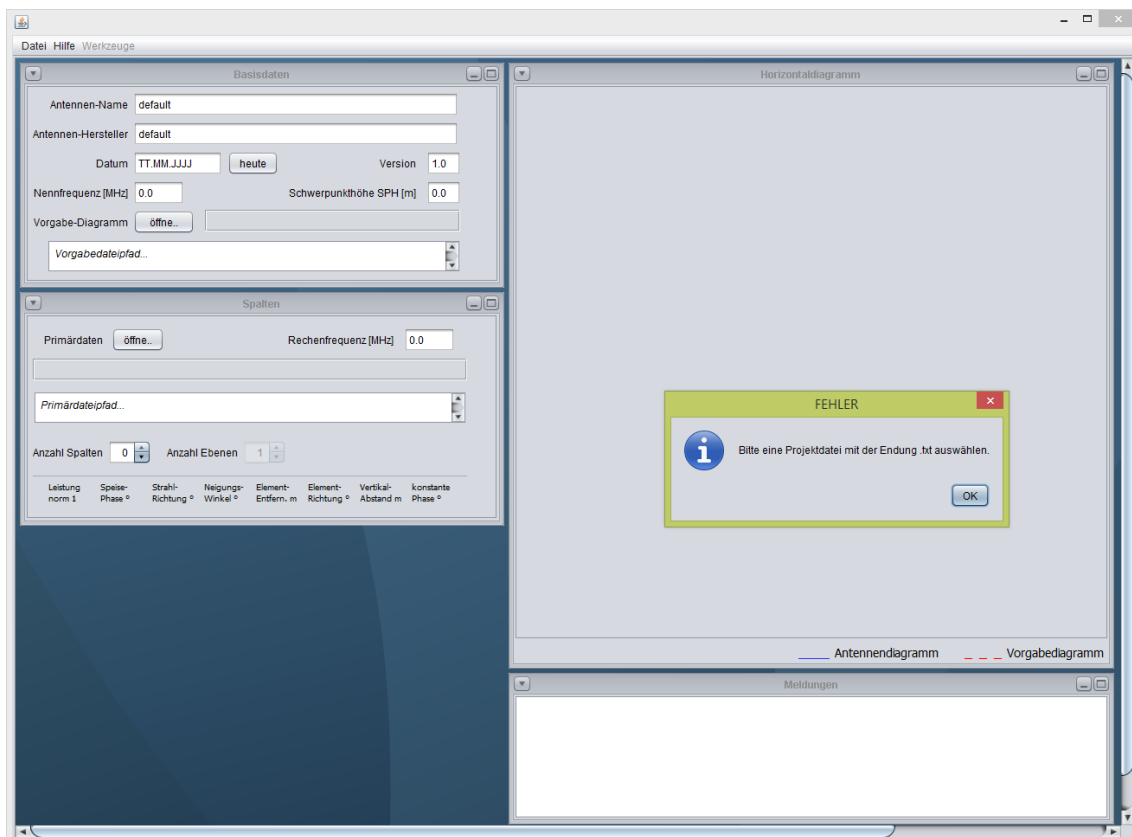 Datei Hilfe Werkzeuge
Basisdaten
Antennen-Name default
Antennen-Hersteller default
Datum TT.MM.JJJJ heute Version 1.0
Nennfrequenz [MHz] 0.0 Schwerpunkthöhe SPH [m] 0.0
Vorgabe-Diagramm öffne..
Vorgabedateipfad...
Spalten
Primärdaten öffne.. Rechenfrequenz [MHz] 0.0
Primärdateipfad...
Anzahl Spalten 0 Anzahl Ebenen 1
Leistung Speise- Strahl- Neigungs- Element- Element- Vertikal- konstante
norm 1 Phase º Richtung º Winkel º Entfern. m Richtung º Abstand m Phase º
Horizontaldiagramm
FEHLER
Bitte eine Projektdatei mit der Endung .txt auswählen.
OK
Antennendiagramm Vorgabediagramm
Meldungen